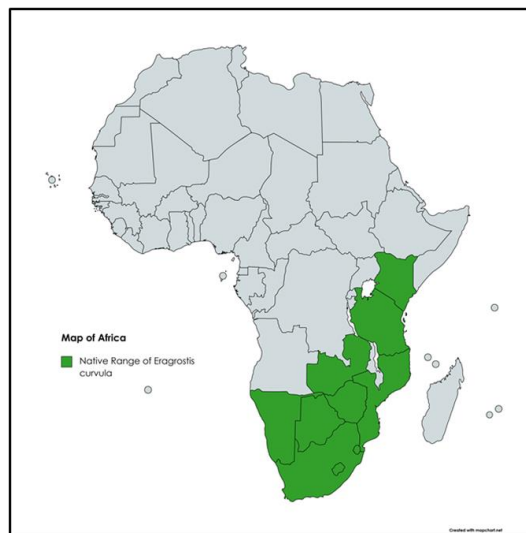 Map of Africa
Native Range of Eragrostis
curvula
Created with mapchart.net